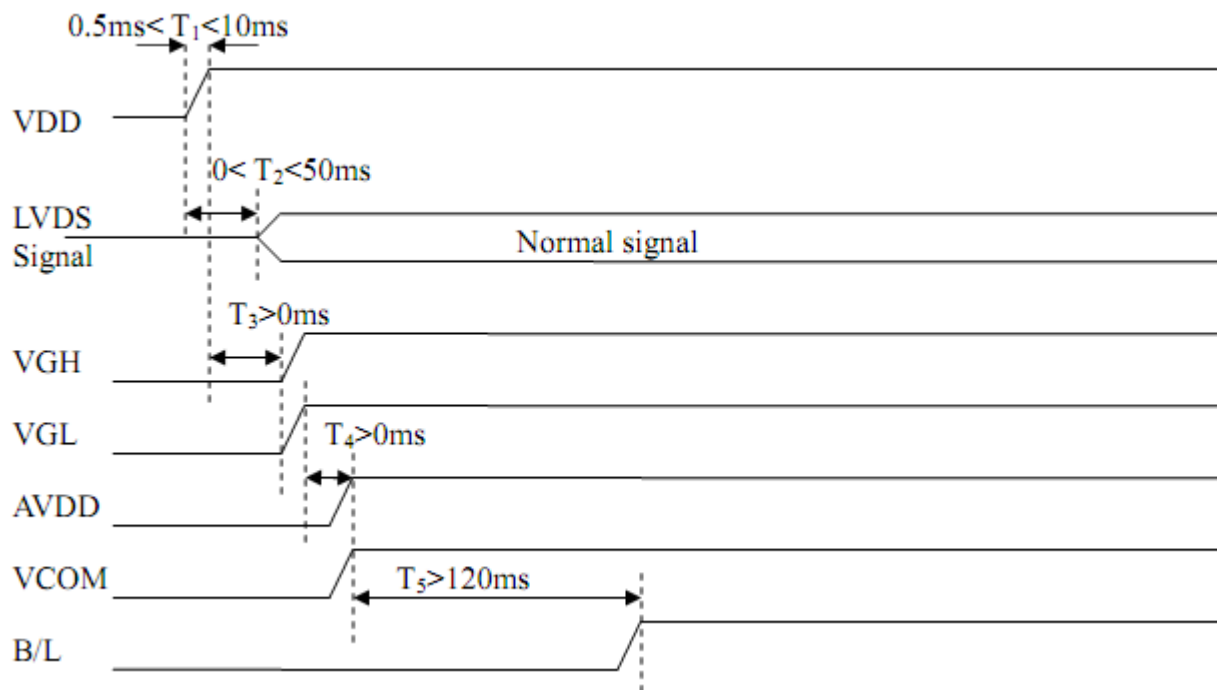 0.5ms< T₁<10ms
VDD
0< T₂<50ms
LVDS
Signal
Normal signal
T₃>0ms
VGH
VGL
T₄>0ms
AVDD
VCOM
T₅>120ms
B/L